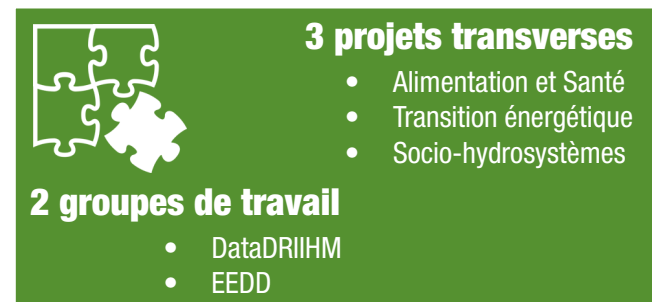 3 projets transverses
• Alimentation et Santé
• Transition énergétique
• Socio-hydrosystèmes
2 groupes de travail
• DataDRIIHM
• EEDD